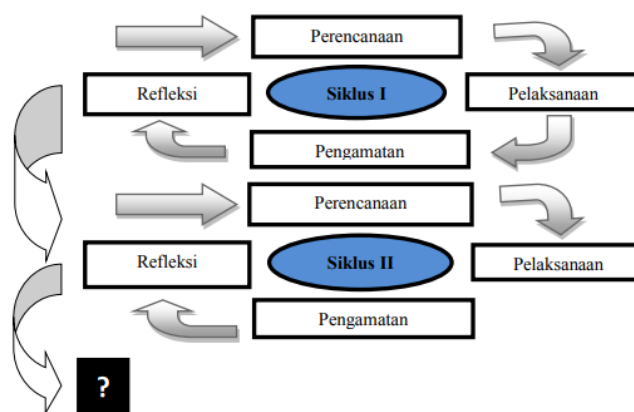 Perencanaan
Refleksi
Siklus I
Pelaksanaan
Pengamatan
Perencanaan
Refleksi
Siklus II
Pelaksanaan
Pengamatan
?